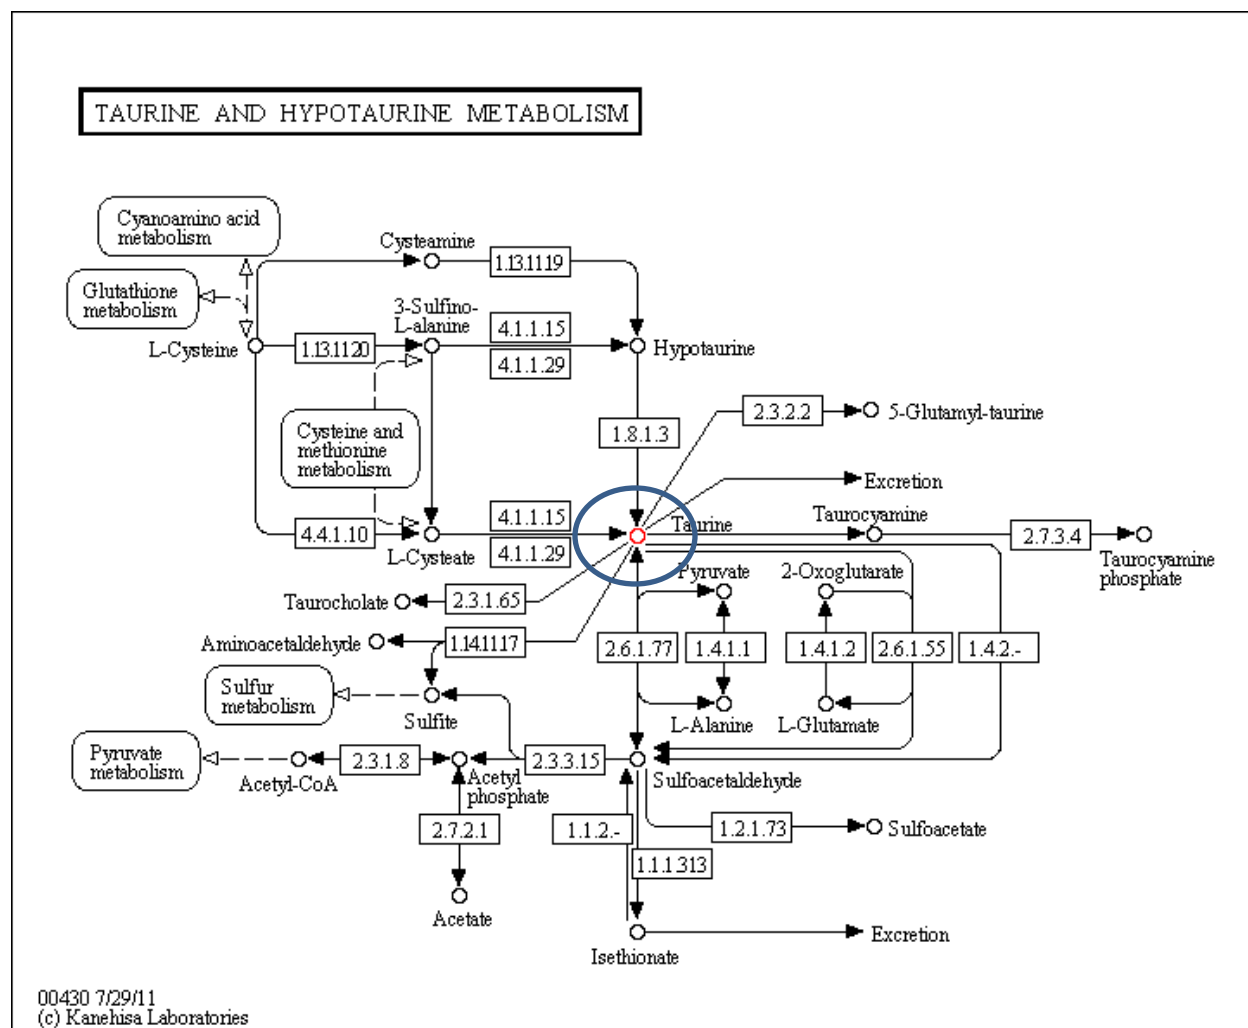 TAURINE AND HYPOTAURINE METABOLISM
Cyanoamino acid
metabolism
Cysteamine
1.13.1119
Glutathione
metabolism
3-Sulfino-
L-alanine
4.1.1.15
L-Cysteine
1.13.1120
Hypotaurine
4.1.1.29
2.3.2.2
5-Glutamyl-taurine
Cysteine and
methionine
metabolism
1.8.1.3
Excretion
4.1.1.15
Taurine
Taurocyamine
4.4.1.10
2.7.3.4
L-Cysteate
4.1.1.29
Taurocyamine
phosphate
Pyruvate
2-Oxoglutarate
Taurocholate
2.3.1.65
Aminoacetaldehyde
1.14.1117
2.6.1.77
1.4.1.1
1.4.1.2
2.6.1.55
1.4.2.-
Sulfur
metabolism
Sulfite
L-Alanine
L-Glutamate
Pyruvate
metabolism
Acetyl-CoA
2.3.1.8
Acetyl
phosphate
2.3.3.15
Sulfoacetaldehyde
2.7.2.1
1.1.2.-
1.2.1.73
Sulfoacetate
1.1.1.313
Acetate
Isethionate
Excretion
00430 7/29/11
(c) Kanehisa Laboratories